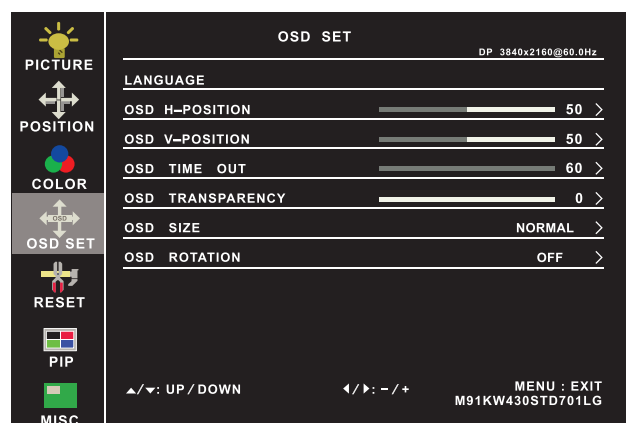 OSD SET
DP 3840x2160@60.0Hz
PICTURE
POSITION
COLOR
OSD
OSD SET
RESET
PIP
MISC
LANGUAGE
OSD H–POSITION 50 >
OSD V–POSITION 50 >
OSD TIME OUT 60 >
OSD TRANSPARENCY 0 >
OSD SIZE NORMAL >
OSD ROTATION OFF >
▲/▼: UP/DOWN ◀/▶: –/+ MENU : EXIT
M91KW430STD701LG